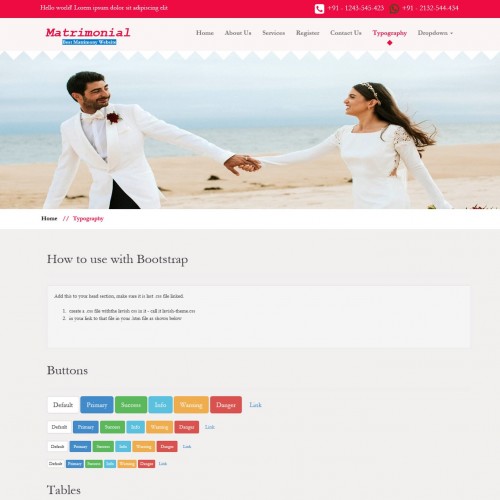 Hello world! Lorem ipsum dolor sit adipiscing elit
+91 - 1243-545-423
+91 - 2132-544-434
Matrimonial
Best Matrimony Website
Home About Us Services Register Contact Us Typography Dropdown
Home // Typography
How to use with Bootstrap
Add this to your head section, make sure it is last .css file linked.
1. create a .css file with the lavish css in it - call it lavish-theme.css
2. so your link to that file in your .html file as shown below
Buttons
Default Primary Success Info Warning Danger Link
Default Primary Success Info Warning Danger Link
Default Primary Success Info Warning Danger Link
Default Primary Success Info Warning Danger Link
Tables